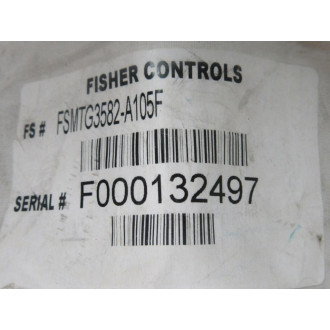 FISHER CONTROLS
FS # FSMTG3582-A105F
SERIAL # F000132497